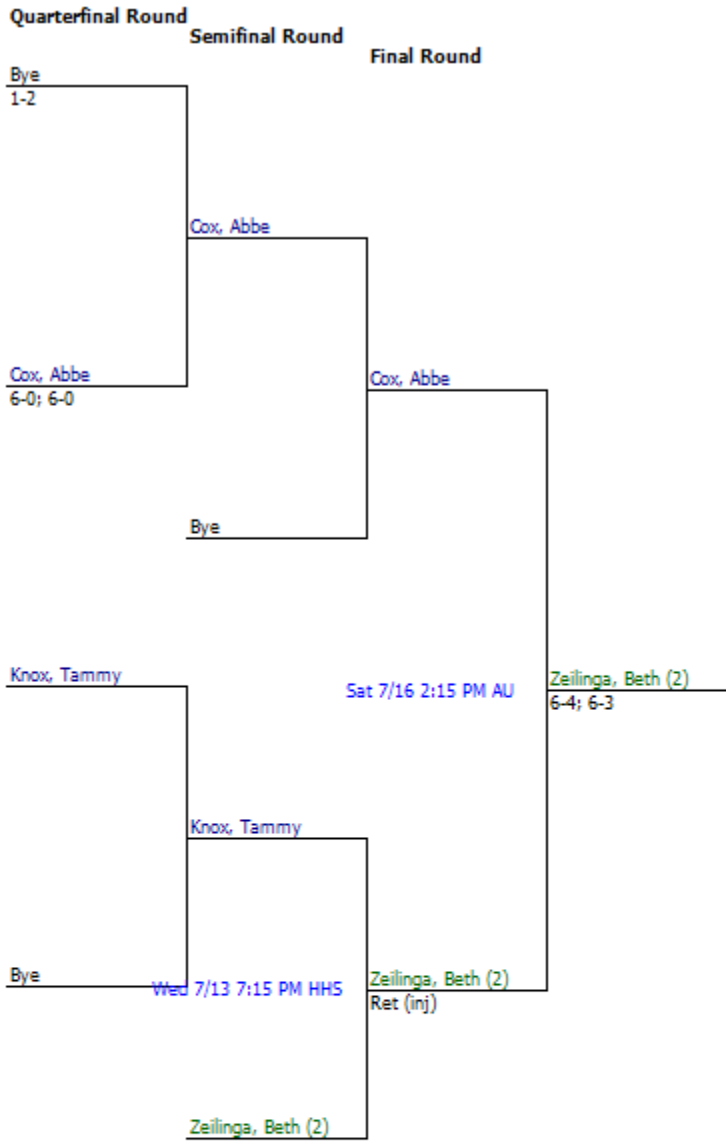 Quarterfinal Round
Semifinal Round
Final Round
Bye
1-2
Cox, Abbe
Cox, Abbe
6-0; 6-0
Cox, Abbe
Bye
Knox, Tammy
Sat 7/16 2:15 PM AU
Zeilinga, Beth (2)
6-4; 6-3
Knox, Tammy
Bye
Wed 7/13 7:15 PM HHS
Zeilinga, Beth (2)
Ret (inj)
Zeilinga, Beth (2)